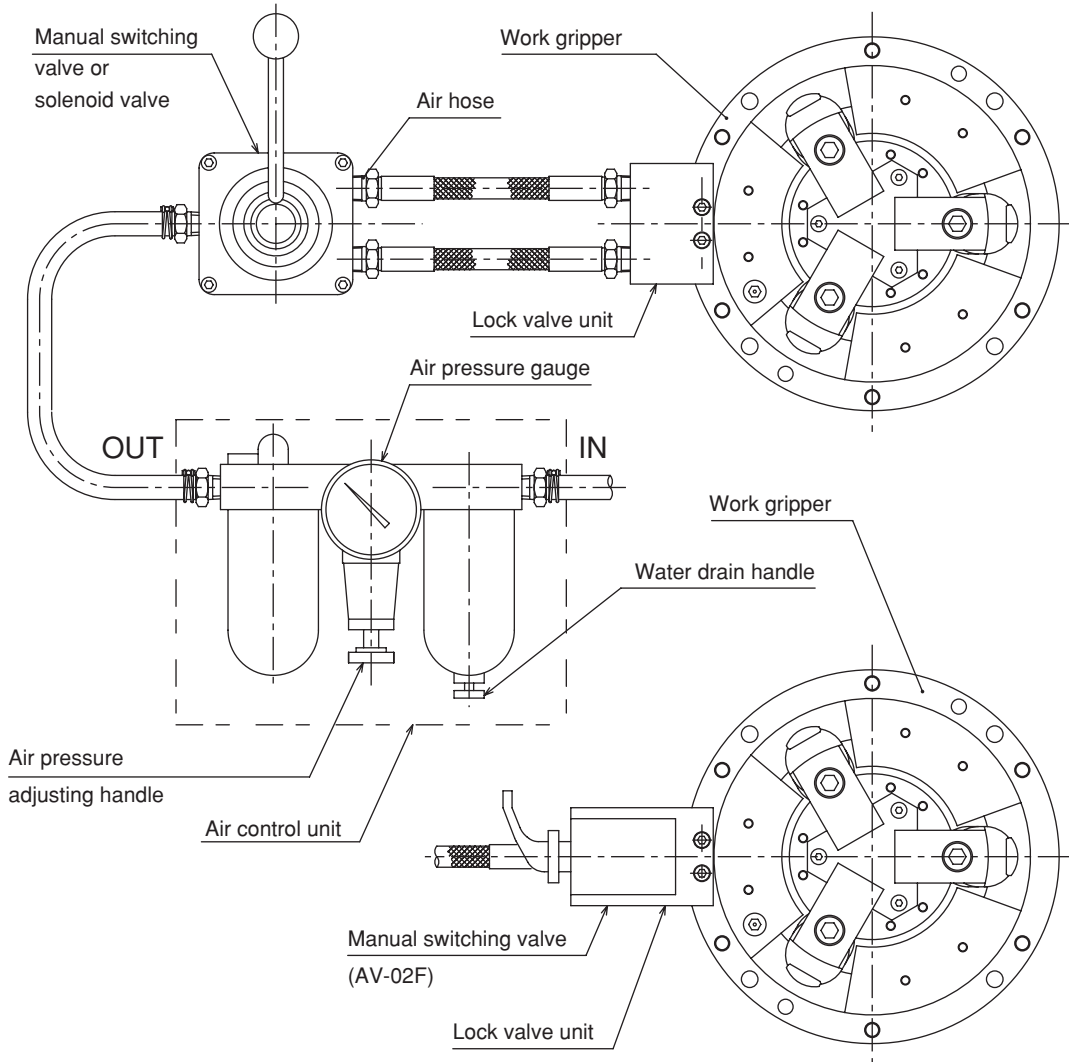 Manual switching
valve or
solenoid valve
Work gripper
Air hose
Lock valve unit
Air pressure gauge
OUT
IN
Work gripper
Water drain handle
Air pressure
adjusting handle
Air control unit
Manual switching valve
(AV-02F)
Lock valve unit